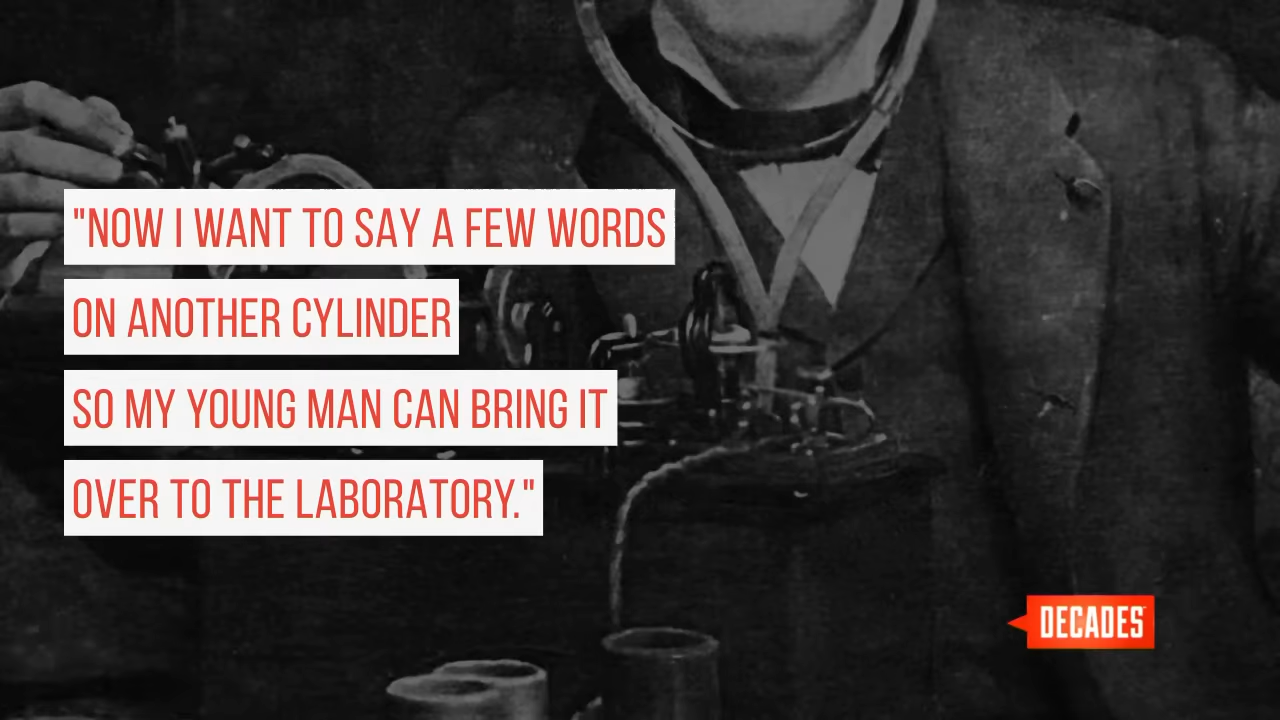 "NOW I WANT TO SAY A FEW WORDS
ON ANOTHER CYLINDER
SO MY YOUNG MAN CAN BRING IT
OVER TO THE LABORATORY."
DECADES